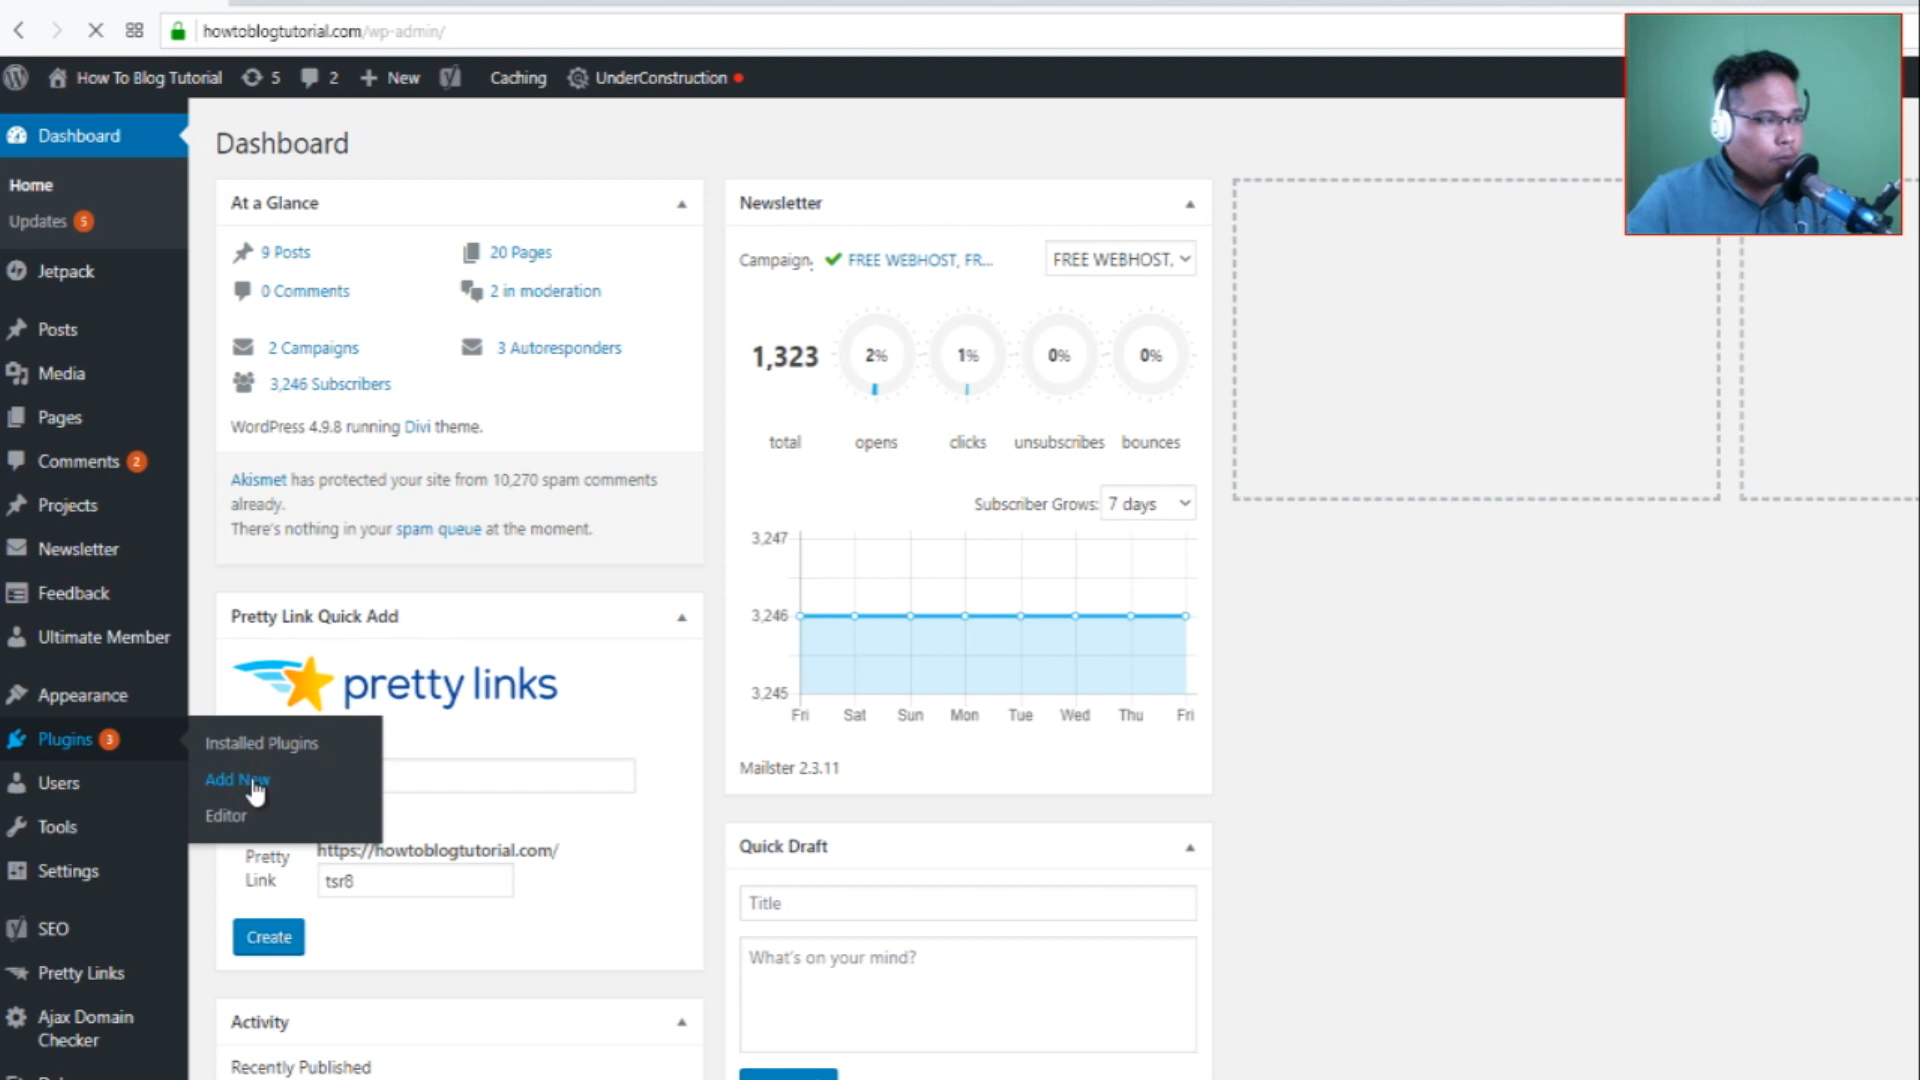 howtoblogtutorial.com/wp-admin/
How To Blog Tutorial 5 2 New Caching UnderConstruction
Dashboard
Home
Updates 5
Jetpack
Posts
Media
Pages
Comments 2
Projects
Newsletter
Feedback
Ultimate Member
Appearance
Plugins 3
Users
Tools
Settings
SEO
Pretty Links
Ajax Domain
Checker
Installed Plugins
Add New
Editor
Dashboard
At a Glance
9 Posts
20 Pages
0 Comments
2 in moderation
2 Campaigns
3 Autoresponders
3,246 Subscribers
WordPress 4.9.8 running Divi theme.
Akismet has protected your site from 10,270 spam comments
already.
There's nothing in your spam queue at the moment.
Pretty Link Quick Add
pretty links
Pretty
Link
https://howtoblogtutorial.com/
tsr8
Create
Activity
Recently Published
Newsletter
Campaign: FREE WEBHOST, FR... FREE WEBHOST,
1,323 2% 1% 0% 0%
total opens clicks unsubscribes bounces
Subscriber Grows: 7 days
3,247
3,246
3,245
Fri Sat Sun Mon Tue Wed Thu Fri
Mailster 2.3.11
Quick Draft
Title
What's on your mind?